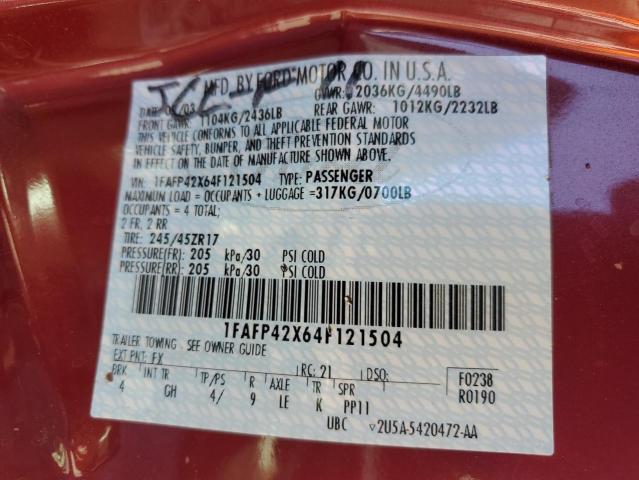 MFD. BY FORD MOTOR CO. IN U.S.A.
DATE: 03 GVWR: 2036KG/4490LB
FRONT GAWR: 1104KG/2436LB REAR GAWR: 1012KG/2232LB
THIS VEHICLE CONFORMS TO ALL APPLICABLE FEDERAL MOTOR
VEHICLE SAFETY, BUMPER, AND THEFT PREVENTION STANDARDS
IN EFFECT ON THE DATE OF MANUFACTURE SHOWN ABOVE.
VIN: 1FAFP42X64F121504 TYPE: PASSENGER
MAXIMUM LOAD = OCCUPANTS + LUGGAGE =317KG/0700LB
OCCUPANTS = 4 TOTAL;
2 FR, 2 RR
TIRE: 245/45ZR17
PRESSURE(FR): 205 kPa/30 PSI COLD
PRESSURE(RR): 205 kPa/30 PSI COLD
1FAFP42X64F121504
TRAILER TOWING - SEE OWNER GUIDE
EXT PNT: FX RC: 21 DSO: F0238
BRK INT TR TP/PS R AXLE TR SPR R0190
4 GH 4/ 9 LE K PP11
UBC 2U5A-5420472-AA